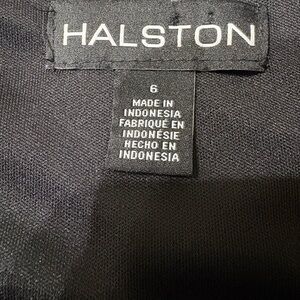 HALSTON
6
MADE IN
INDONESIA
FABRIQUÉ EN
INDONÉSIE
HECHO EN
INDONESIA